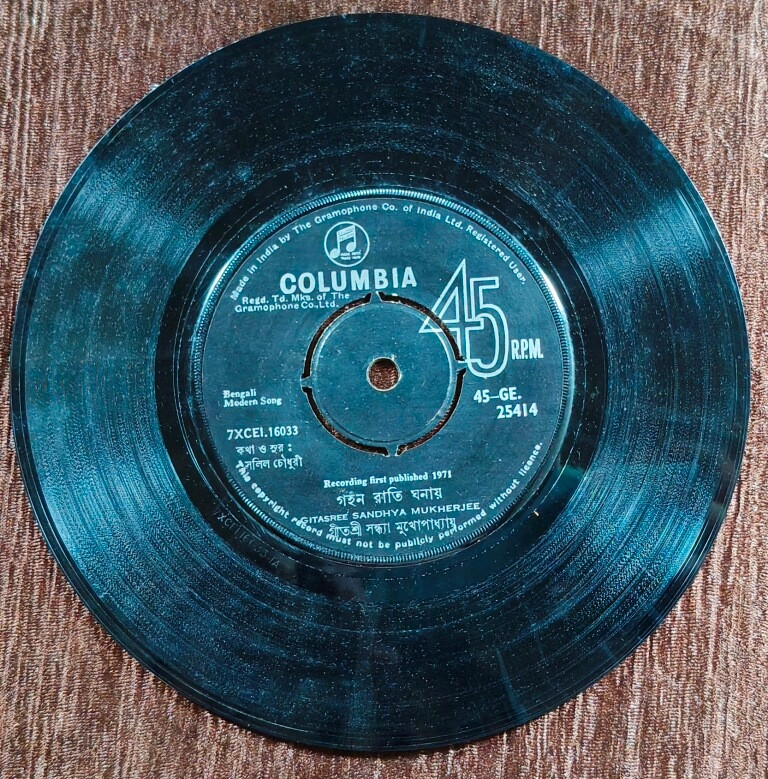 Made in India by The Gramophone Co. of India Ltd. Registered User.
COLUMBIA
Regd. Td. Mks. of The
Gramophone Co., Ltd.
45 R.P.M.
Bengali
Modern Song
45–GE.
25414
7XCEI.16033
কথা ও সুর :
সলিল চৌধুরী
Recording first published 1971
গহন রাতি ঘনায়
GITASREE SANDHYA MUKHERJEE
গীতশ্রী সন্ধ্যা মুখোপাধ্যায়
This copyright record must not be publicly performed without licence.